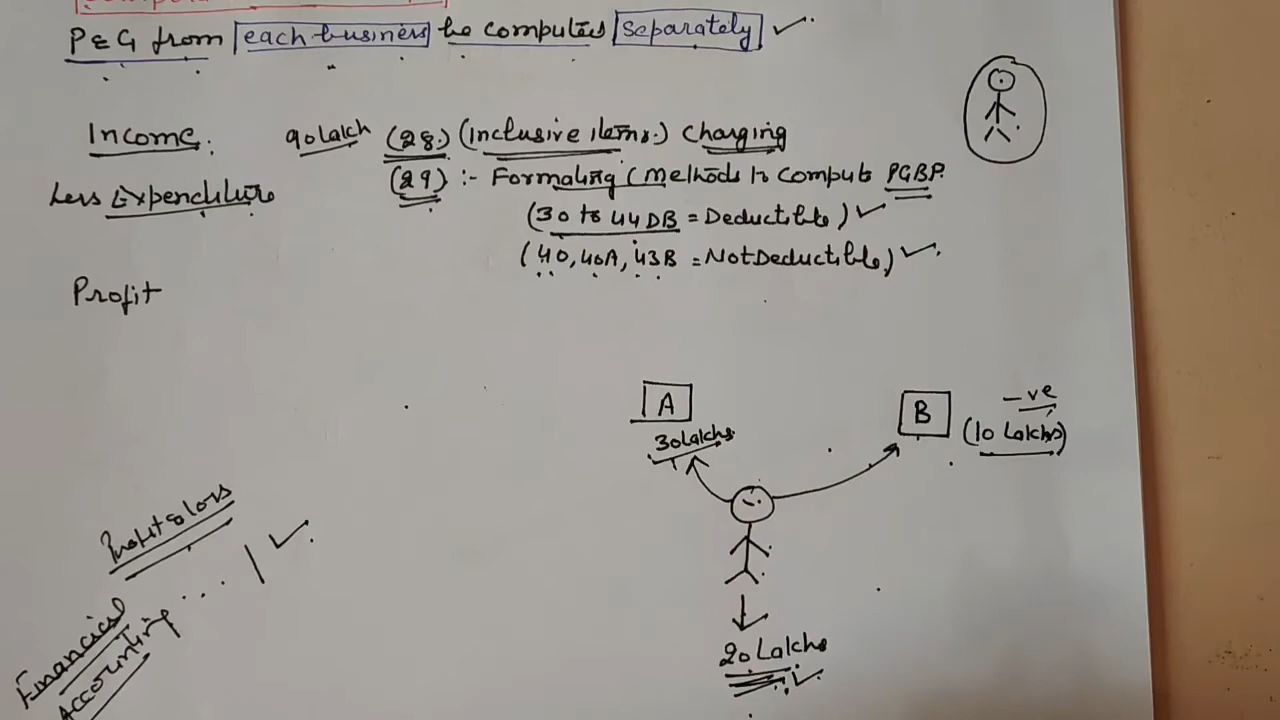 P&G from each business be computed separately
Income. 90 lakh (28.) (Inclusive items.) Charging
Less Expenditure (29) :- Formating (Methods to compute PGBP.
(30 to 44DB = Deductible)
(40, 40A, 43B = Not Deductible)
Profit
A B -ve
30 Lakhs (10 Lakhs)
20 Lakhs
Profit & loss
Financial
Accounting ...